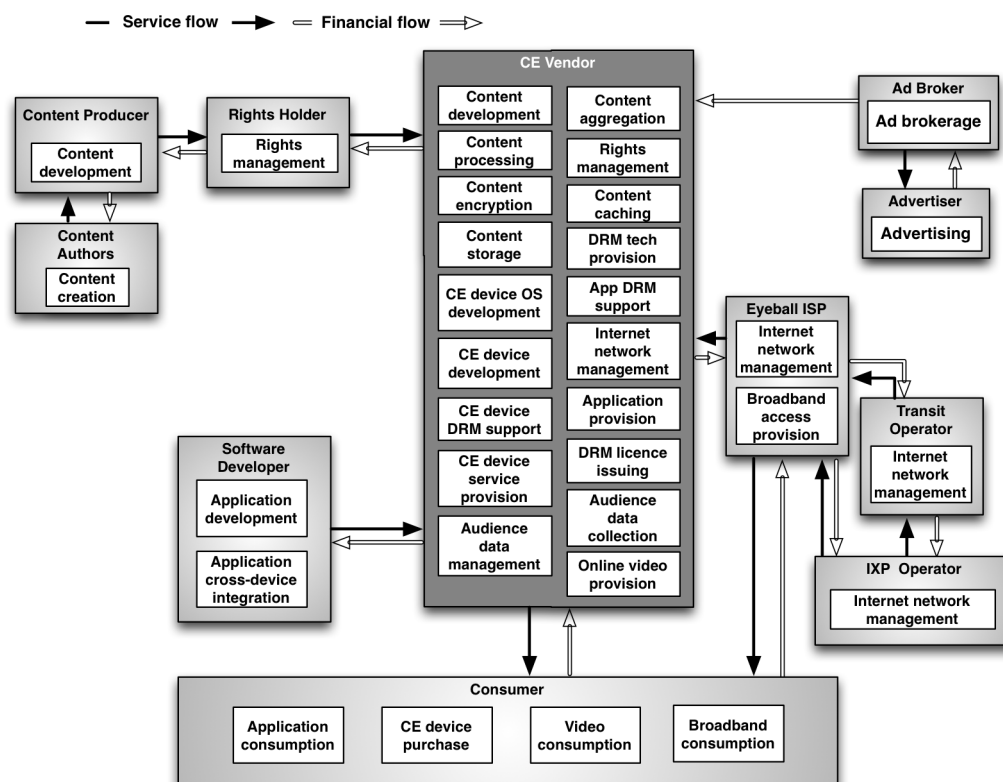 Service flow
Financial flow
CE Vendor
Content
development
Content
processing
Content
encryption
Content
storage
CE device OS
development
CE device
development
CE device
DRM support
CE device
service
provision
Audience
data
management
Content
aggregation
Rights
management
Content
caching
DRM tech
provision
App DRM
support
Internet
network
management
Application
provision
DRM licence
issuing
Audience
data
collection
Online video
provision
Content Producer
Content
development
Rights Holder
Rights
management
Content
Authors
Content
creation
Ad Broker
Ad brokerage
Advertiser
Advertising
Eyeball ISP
Internet
network
management
Broadband
access
provision
Transit
Operator
Internet
network
management
IXP Operator
Internet network
management
Software
Developer
Application
development
Application
cross-device
integration
Consumer
Application
consumption
CE device
purchase
Video
consumption
Broadband
consumption